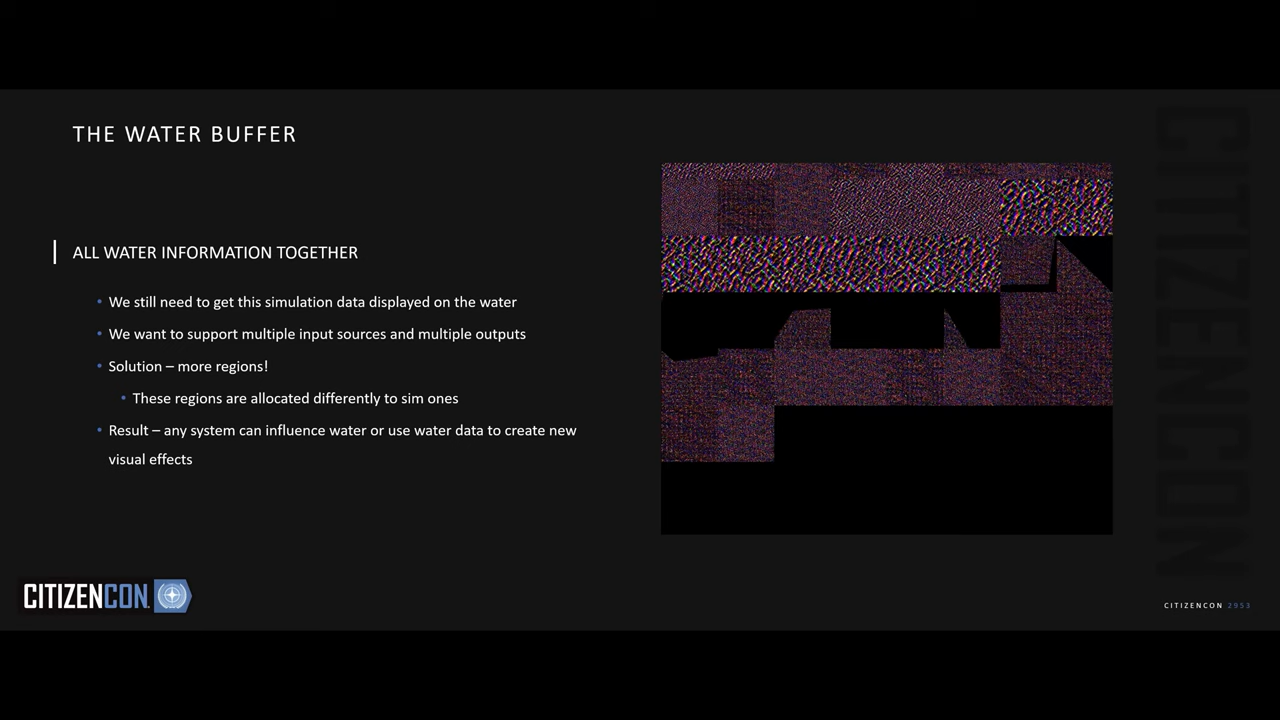 THE WATER BUFFER
ALL WATER INFORMATION TOGETHER
• We still need to get this simulation data displayed on the water
• We want to support multiple input sources and multiple outputs
• Solution – more regions!
• These regions are allocated differently to sim ones
• Result – any system can influence water or use water data to create new
visual effects
CITIZENCON
CITIZENCON
CITIZENCON 2953